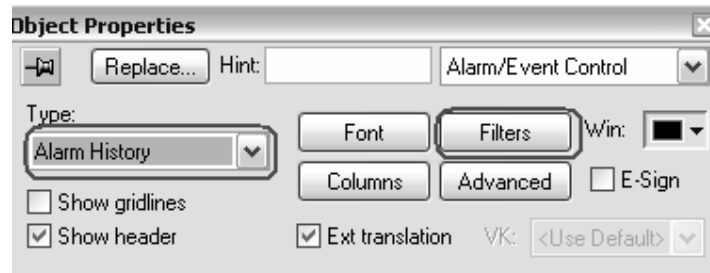 Object Properties
Replace... Hint: Alarm/Event Control
Type:
Alarm History
Font Filters Win:
Columns Advanced E-Sign
Show gridlines
Show header Ext translation VK: <Use Default>